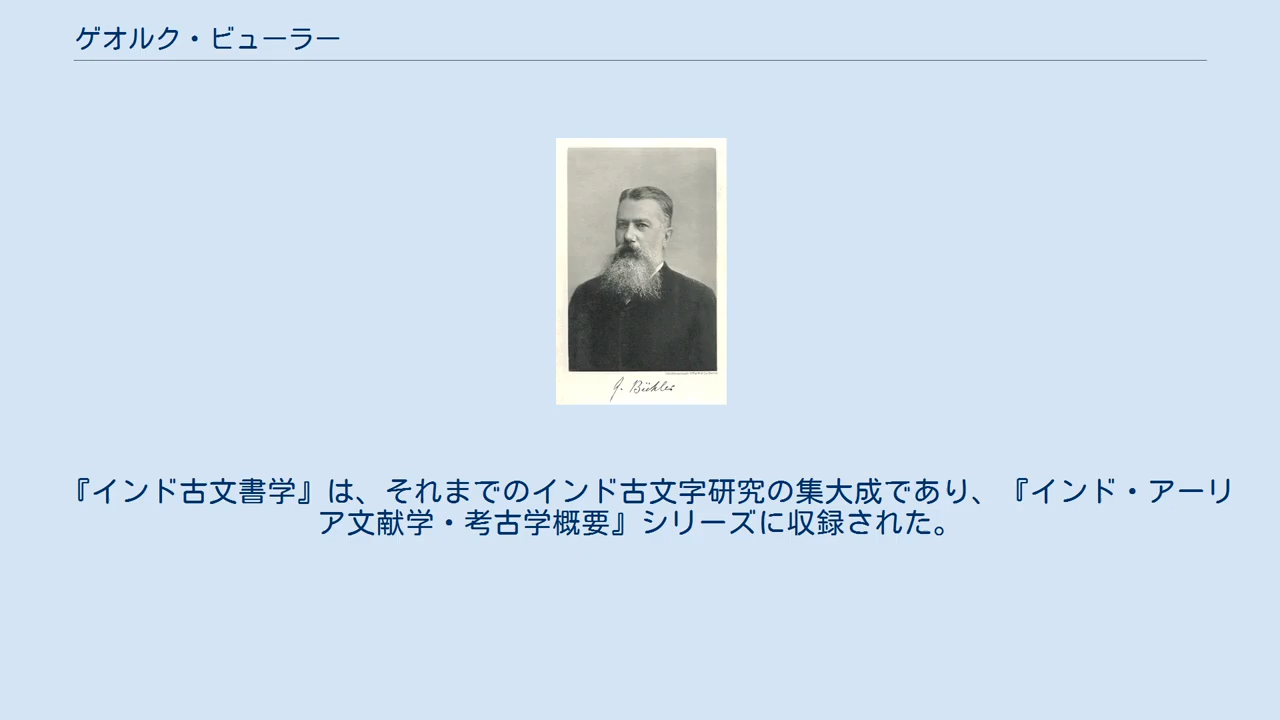 ゲオルク・ビューラー
G. Bühler
『インド古文書学』は、それまでのインド古文字研究の集大成であり、『インド・アーリ
ア文献学・考古学概要』シリーズに収録された。